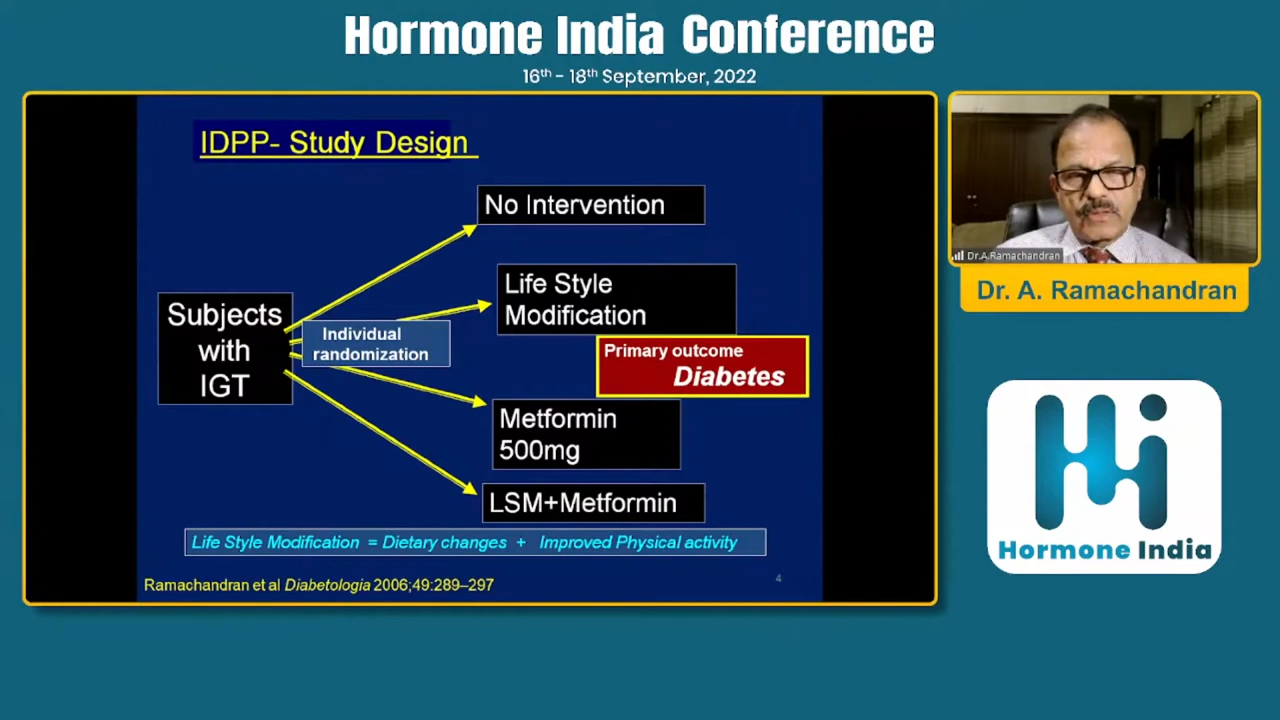 Hormone India Conference
16th - 18th September, 2022
IDPP- Study Design
No Intervention
Life Style
Modification
Subjects
with
IGT
Individual
randomization
Primary outcome
Diabetes
Metformin
500mg
LSM+Metformin
Life Style Modification = Dietary changes + Improved Physical activity
Ramachandran et al Diabetologia 2006;49:289–297
4
Dr.A.Ramachandran
Dr. A. Ramachandran
Hi
Hormone India